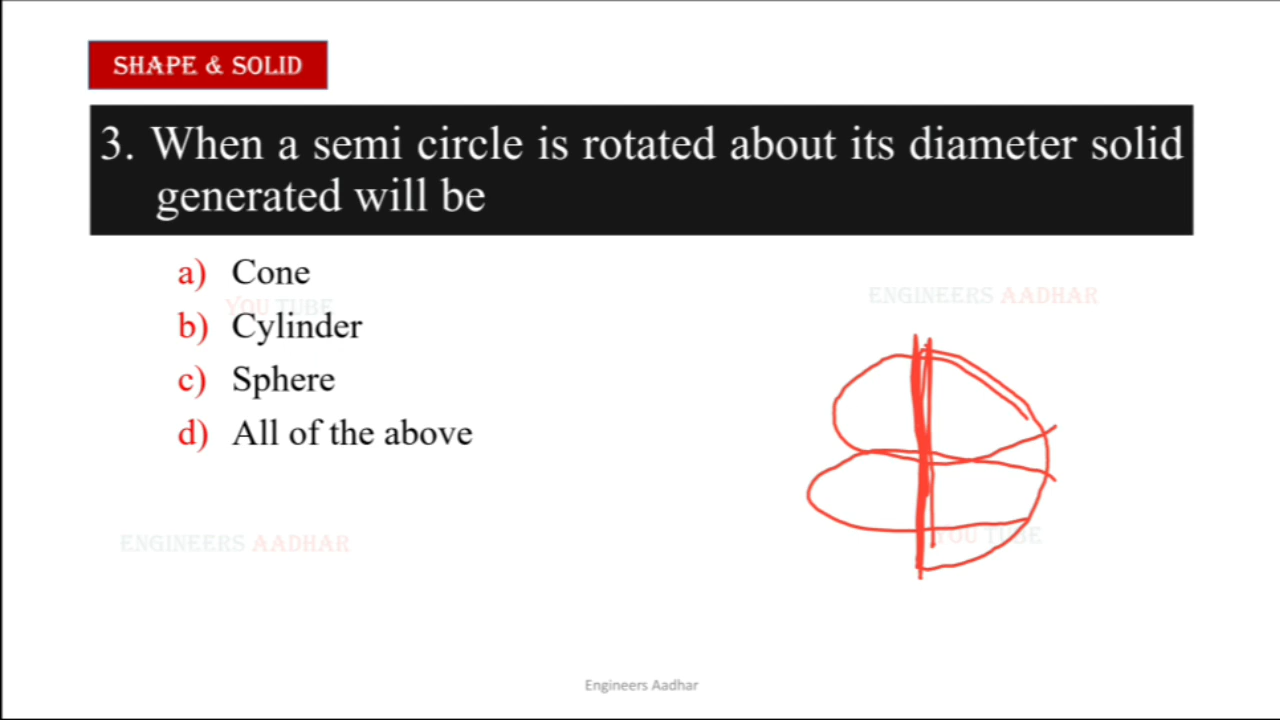 SHAPE & SOLID
3. When a semi circle is rotated about its diameter solid
generated will be
a) Cone
YOU TUBE
ENGINEERS AADHAR
b) Cylinder
c) Sphere
d) All of the above
ENGINEERS AADHAR
YOU TUBE
Engineers Aadhar